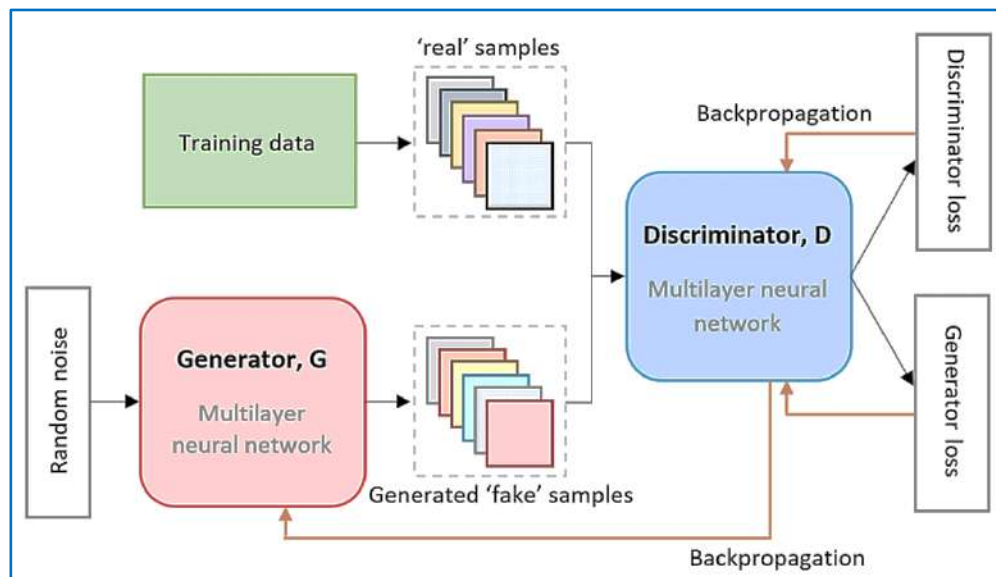 'real' samples
Training data
Backpropagation
Discriminator loss
Discriminator, D
Multilayer neural
network
Random noise
Generator, G
Multilayer
neural network
Generated 'fake' samples
Generator loss
Backpropagation